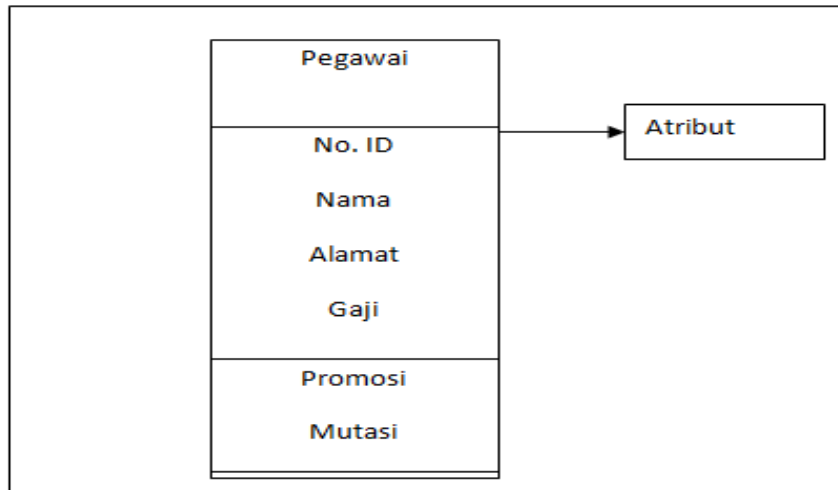 Pegawai
Atribut
No. ID
Nama
Alamat
Gaji
Promosi
Mutasi